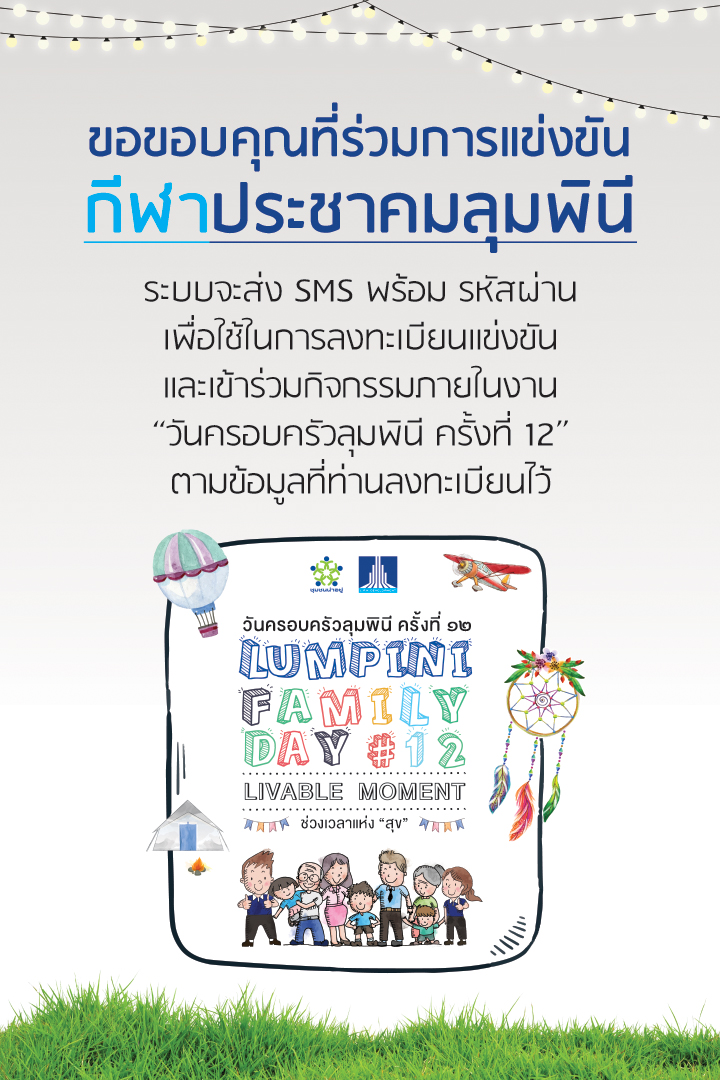 ขอขอบคุณที่ร่วมการแข่งขัน
กีฬาประชาคมลุมพินี
ระบบจะส่ง SMS พร้อม รหัสผ่าน
เพื่อใช้ในการลงทะเบียนแข่งขัน
และเข้าร่วมกิจกรรมภายในงาน
“วันครอบครัวลุมพินี ครั้งที่ 12”
ตามข้อมูลที่ท่านลงทะเบียนไว้
ชุมชนน่าอยู่
วันครอบครัวลุมพินี ครั้งที่ ๑๒
LUMPINI
FAMILY
DAY #12
LIVABLE MOMENT
ช่วงเวลาแห่ง “สุข”